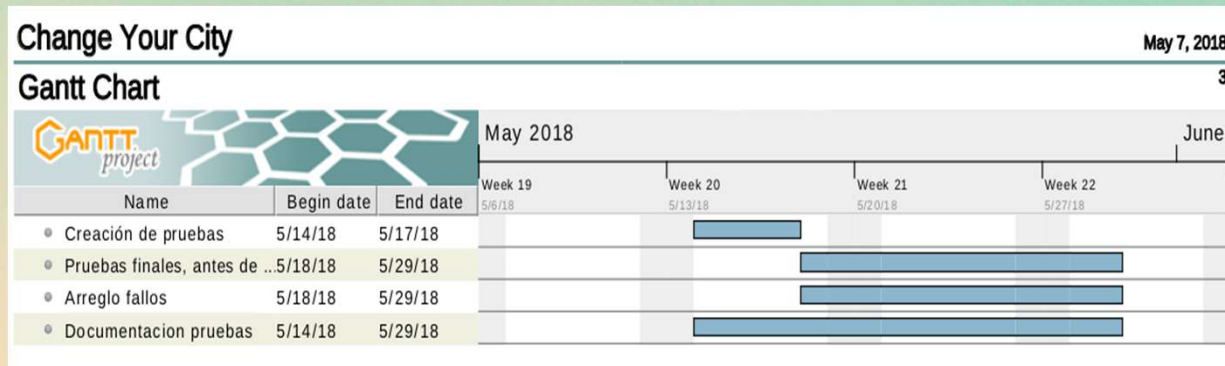 Change Your City
May 7, 2018
Gantt Chart
3
GANTT
project
May 2018
June
Week 19
Week 20
Week 21
Week 22
5/6/18
5/13/18
5/20/18
5/27/18
Name Begin date End date
Creación de pruebas 5/14/18 5/17/18
Pruebas finales, antes de ... 5/18/18 5/29/18
Arreglo fallos 5/18/18 5/29/18
Documentacion pruebas 5/14/18 5/29/18